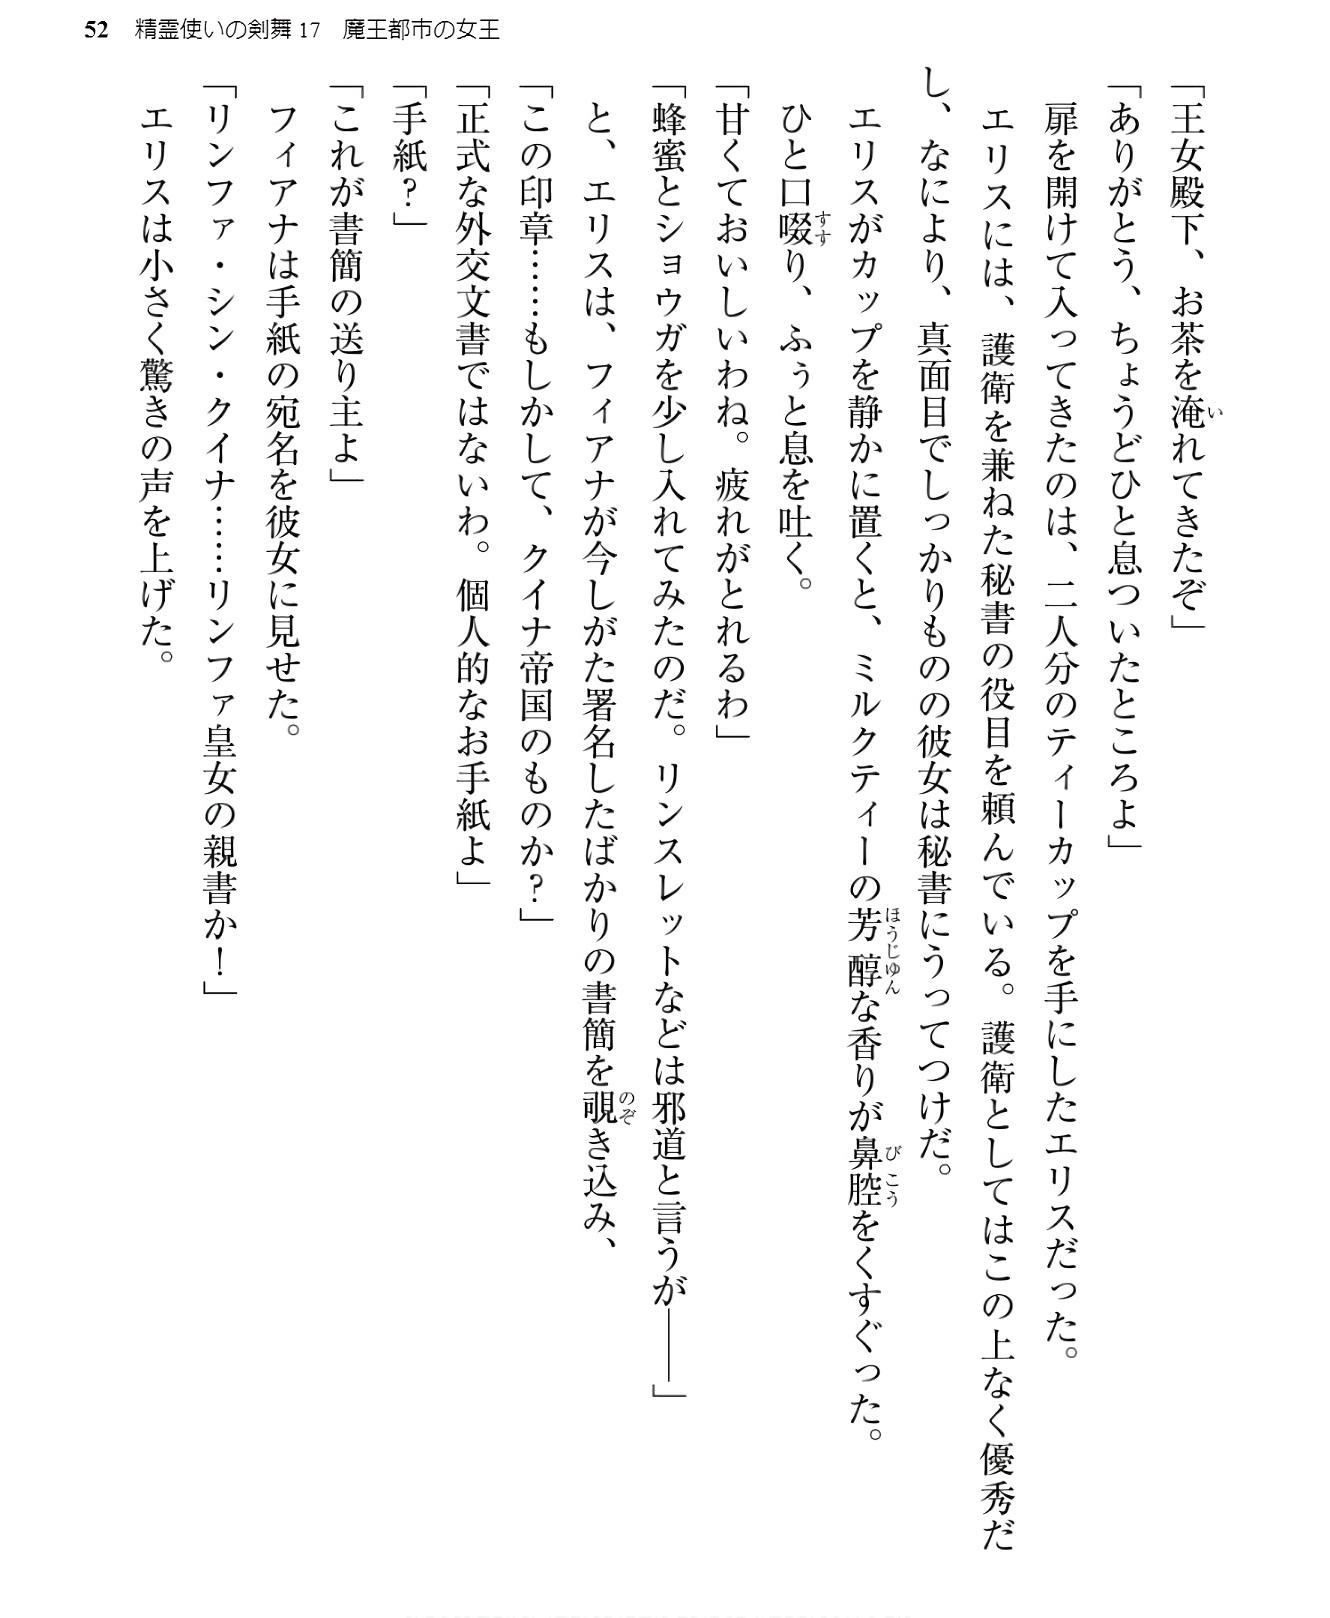 52 精霊使いの剣舞17 魔王都市の女王
「王女殿下、お茶を淹れてきたぞ」
「ありがとう、ちょうどひと息ついたところよ」
扉を開けて入ってきたのは、二人分のティーカップを手にしたエリスだった。
エリスには、護衛を兼ねた秘書の役目を頼んでいる。護衛としてはこの上なく優秀だ
し、なにより、真面目でしっかりものの彼女は秘書にうってつけだ。
エリスがカップを静かに置くと、ミルクティーの芳醇な香りが鼻腔をくすぐった。
ひと口啜り、ふぅと息を吐く。
「甘くておいしいわね。疲れがとれるわ」
「蜂蜜とショウガを少し入れてみたのだ。リンスレットなどは邪道と言うが――」
と、エリスは、フィアナが今しがた署名したばかりの書簡を覗き込み、
「この印章……もしかして、クイナ帝国のものか?」
「正式な外交文書ではないわ。個人的なお手紙よ」
「手紙?」
「これが書簡の送り主よ」
フィアナは手紙の宛名を彼女に見せた。
「リンファ・シン・クイナ……リンファ皇女の親書か!」
エリスは小さく驚きの声を上げた。